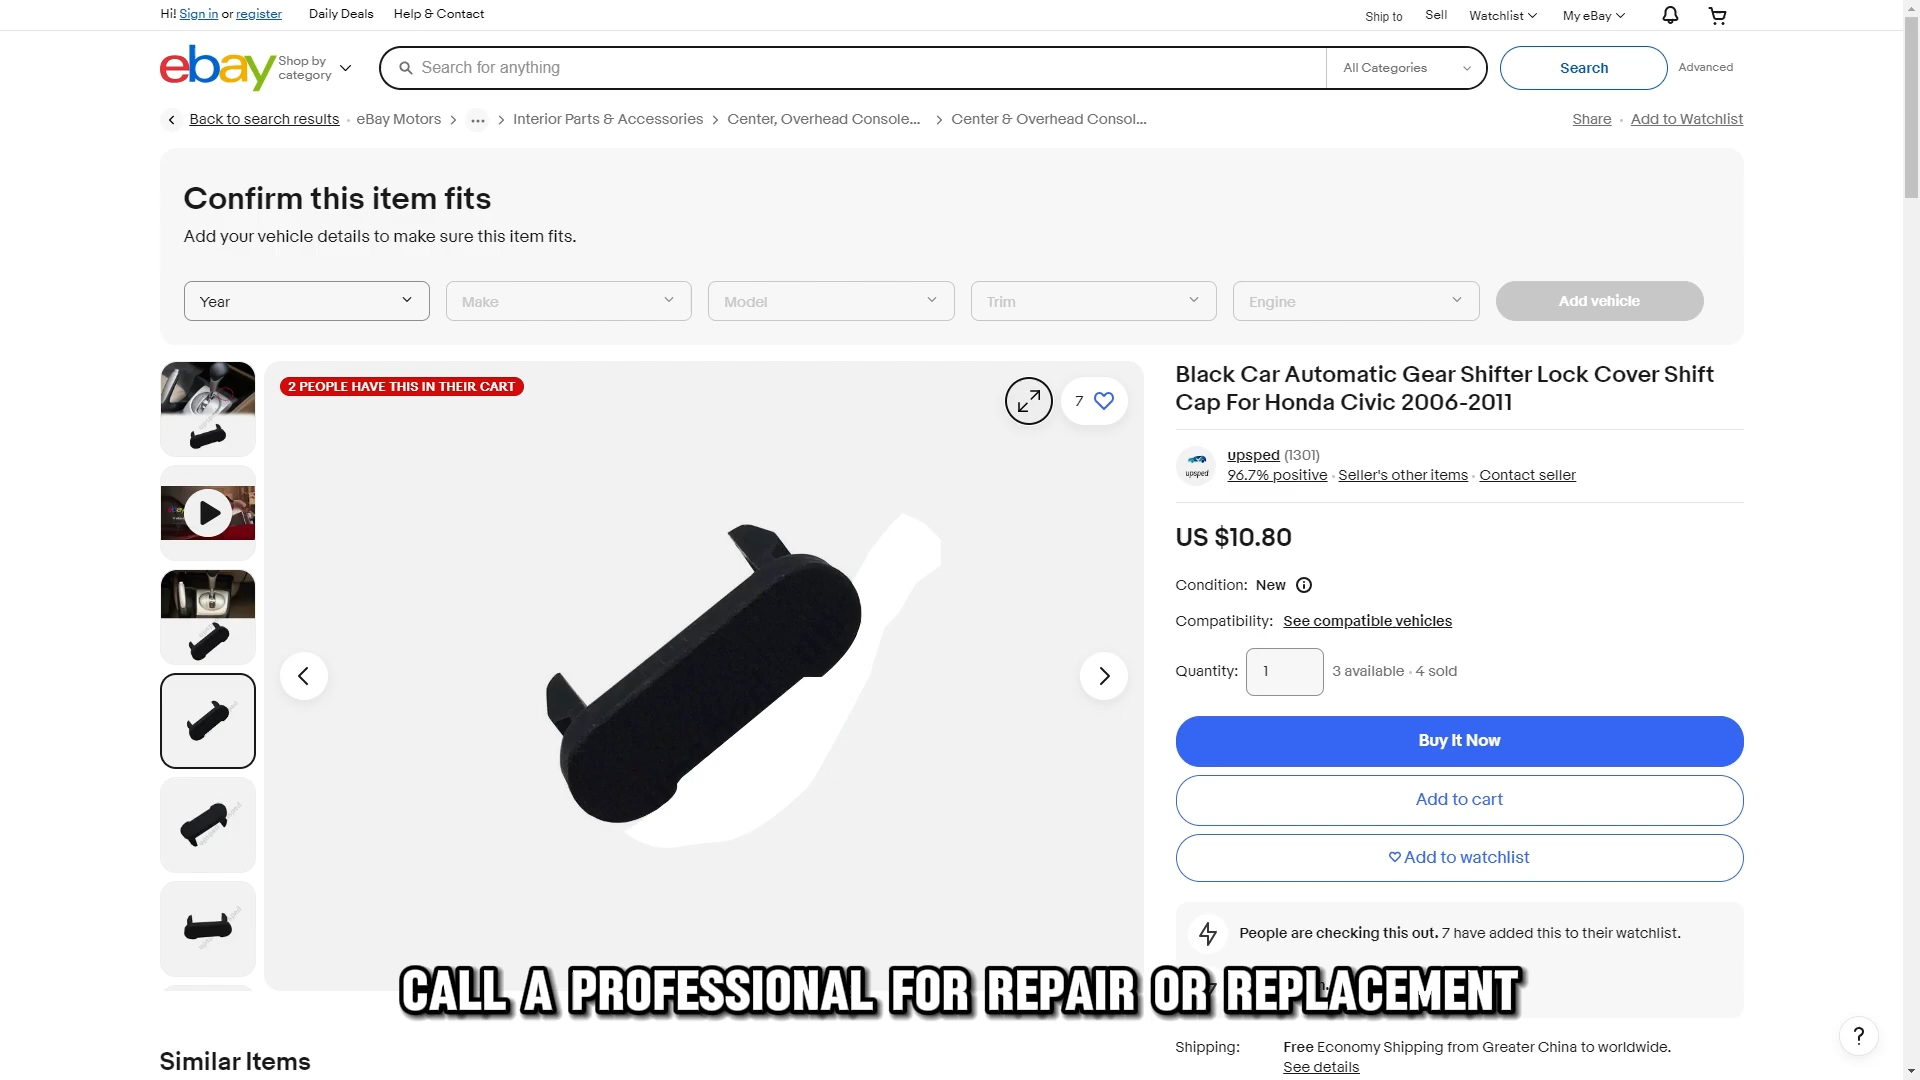 Hi! Sign in or register
Daily Deals
Help & Contact
Ship to
Sell
Watchlist
My eBay
ebay
Shop by
category
Search for anything
All Categories
Search
Advanced
Back to search results
eBay Motors
Interior Parts & Accessories
Center, Overhead Console...
Center & Overhead Consol...
Share
Add to Watchlist
Confirm this item fits
Add your vehicle details to make sure this item fits.
Year
Make
Model
Trim
Engine
Add vehicle
2 PEOPLE HAVE THIS IN THEIR CART
7
Black Car Automatic Gear Shifter Lock Cover Shift
Cap For Honda Civic 2006-2011
upsped
upsped (1301)
96.7% positive · Seller's other items · Contact seller
US $10.80
Condition: New
Compatibility: See compatible vehicles
Quantity: 1 3 available · 4 sold
Buy It Now
Add to cart
Add to watchlist
People are checking this out. 7 have added this to their watchlist.
CALL A PROFESSIONAL FOR REPAIR OR REPLACEMENT
Shipping: Free Economy Shipping from Greater China to worldwide.
See details
Similar Items
?